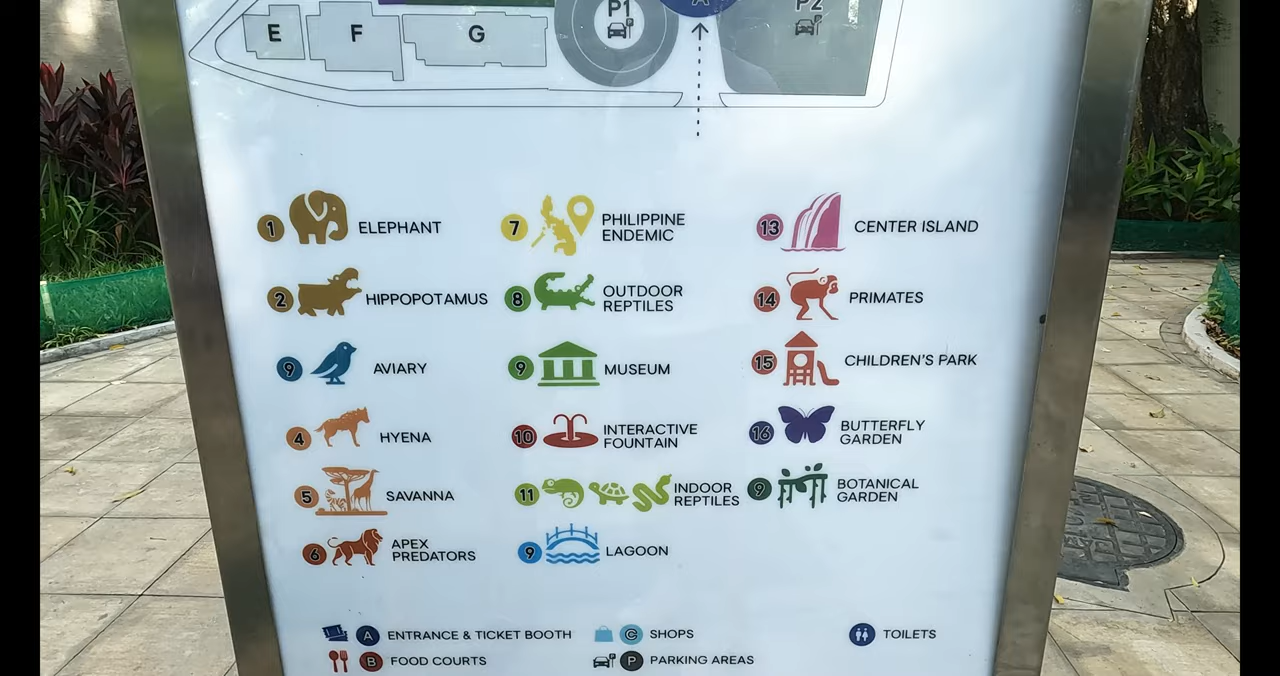 P1
A
P2
E
F
G
1 ELEPHANT
2 HIPPOPOTAMUS
9 AVIARY
4 HYENA
5 SAVANNA
6 APEX
PREDATORS
7 PHILIPPINE
ENDEMIC
8 OUTDOOR
REPTILES
9 MUSEUM
10 INTERACTIVE
FOUNTAIN
11 INDOOR
REPTILES
9 LAGOON
13 CENTER ISLAND
14 PRIMATES
15 CHILDREN'S PARK
16 BUTTERFLY
GARDEN
9 BOTANICAL
GARDEN
A ENTRANCE & TICKET BOOTH
B FOOD COURTS
C SHOPS
P P PARKING AREAS
TOILETS